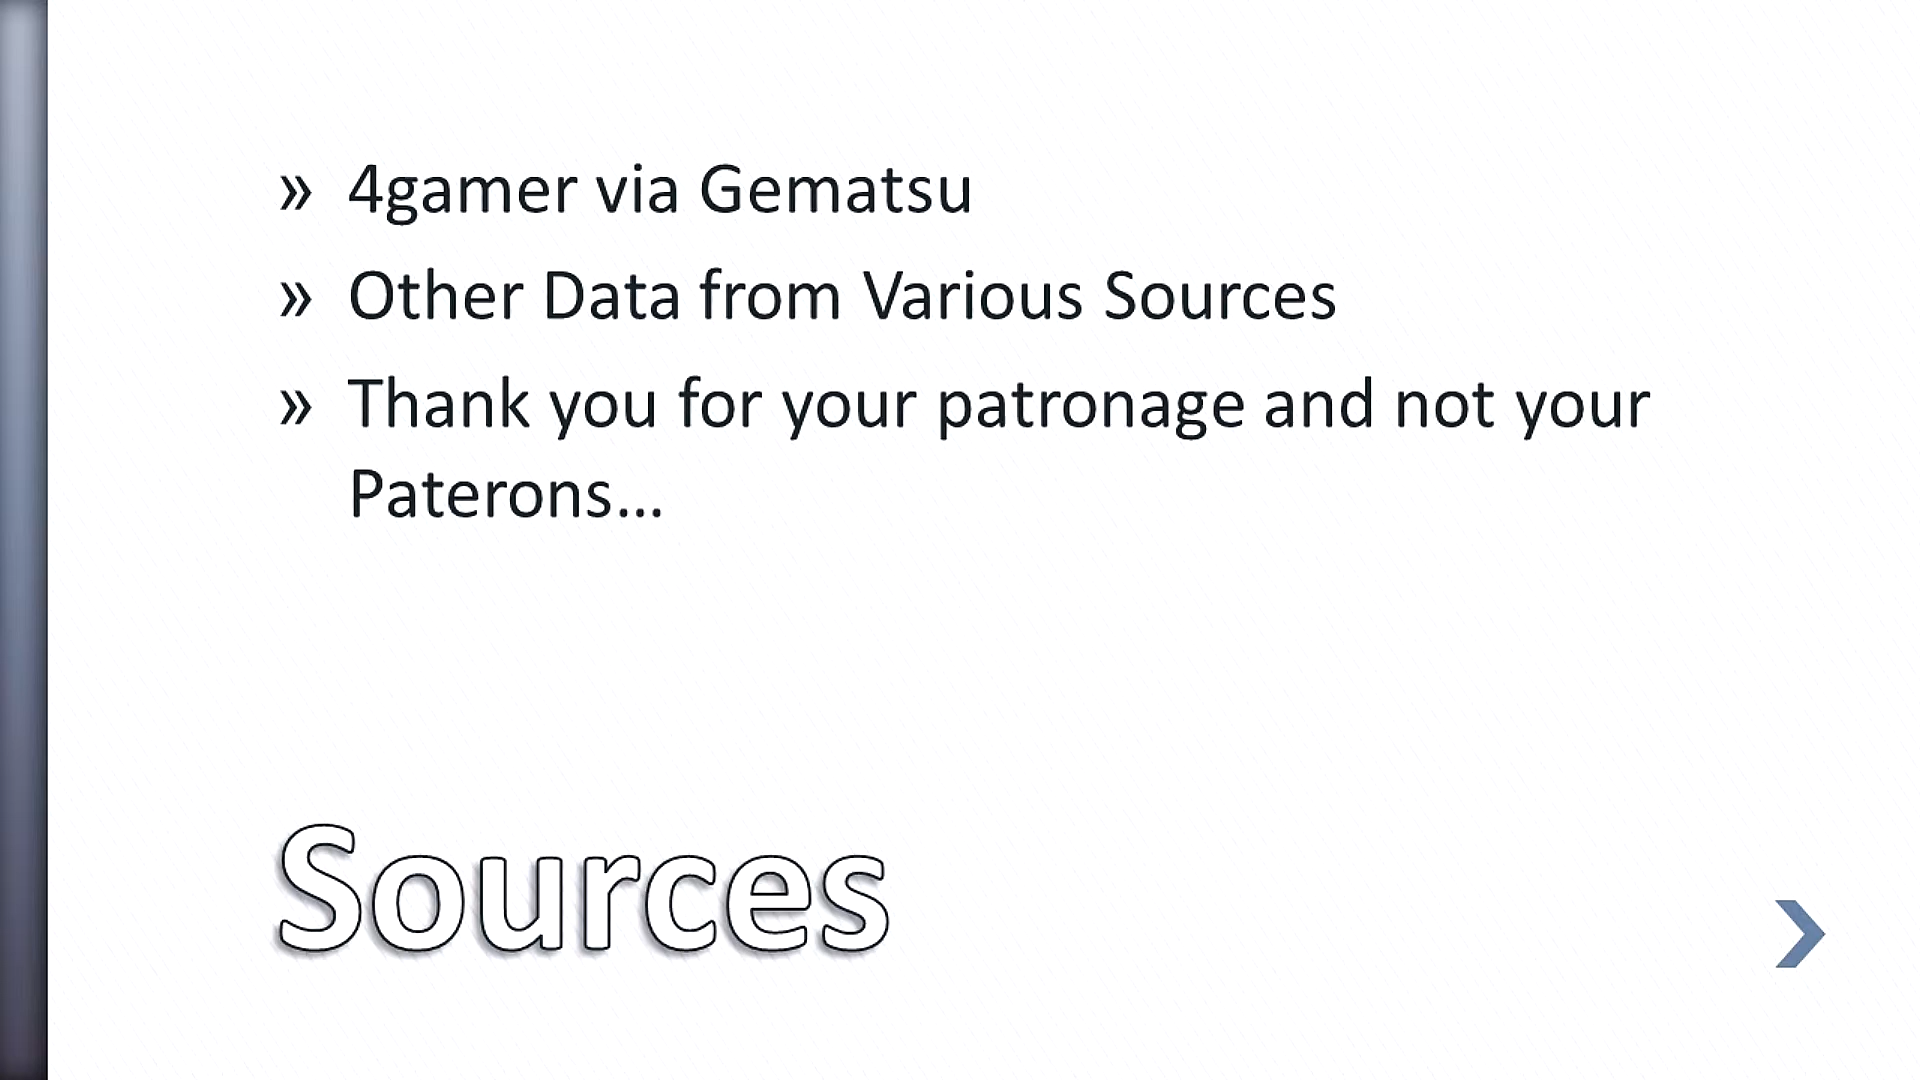 » 4gamer via Gematsu
» Other Data from Various Sources
» Thank you for your patronage and not your
Paterons...
Sources